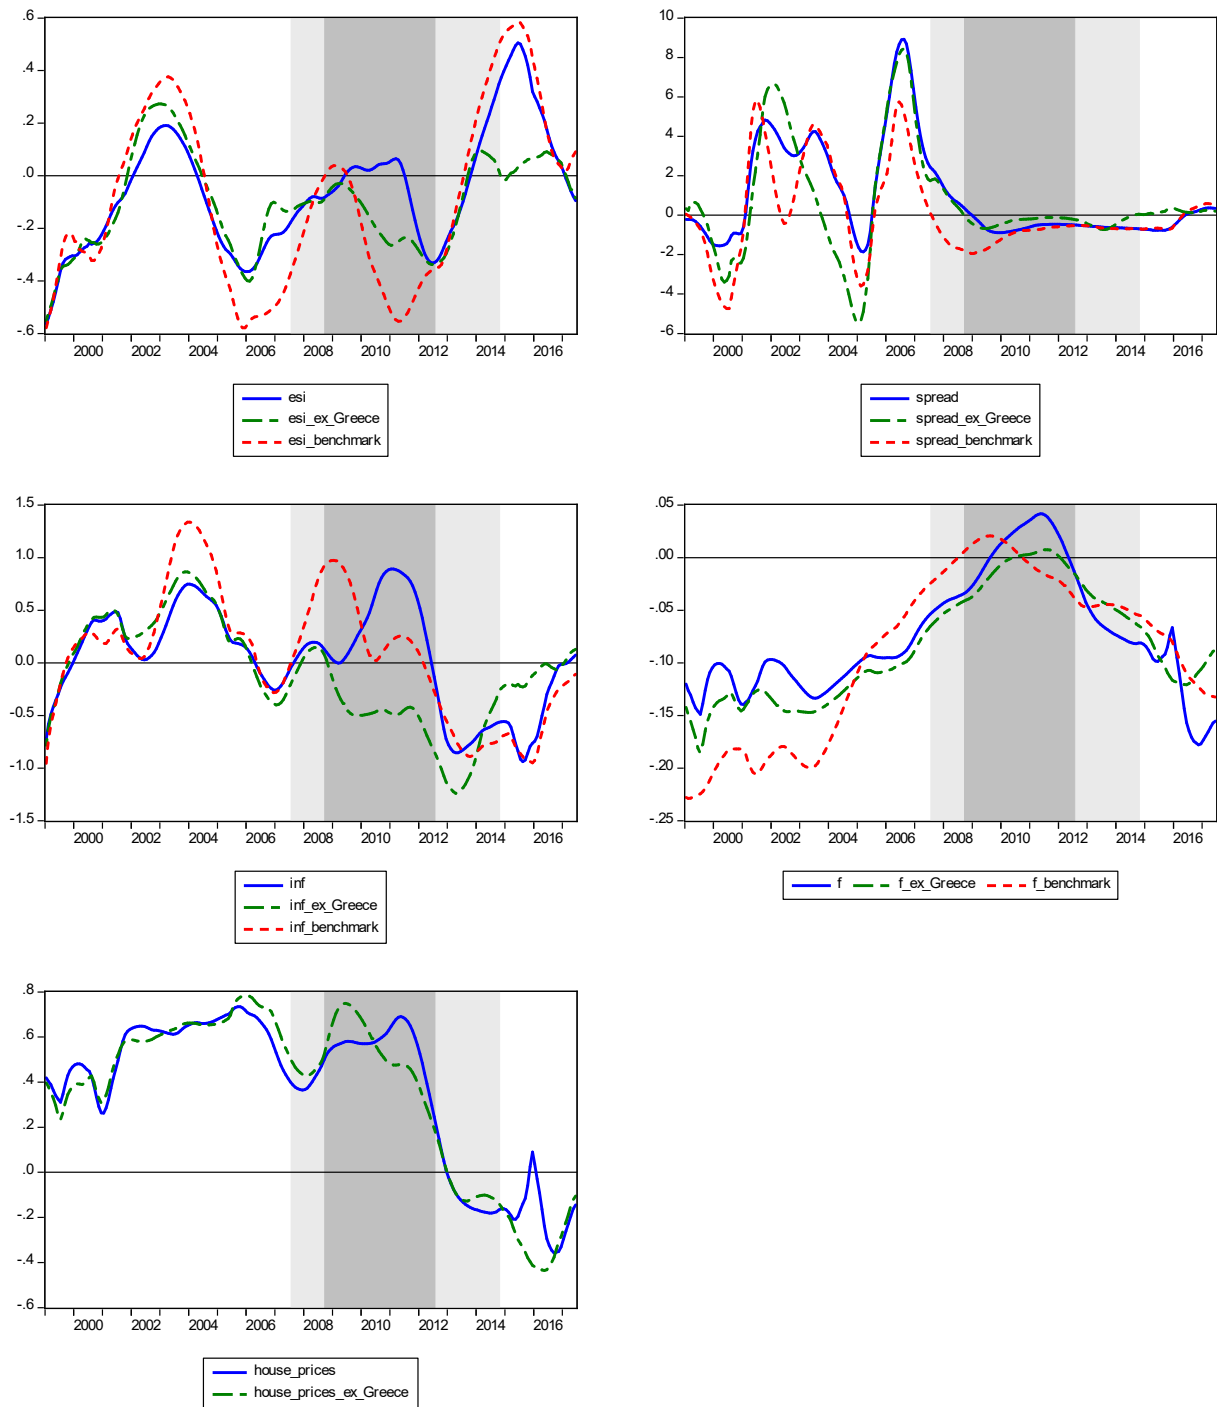 .6
.4
.2
.0
-.2
-.4
-.6
2000 2002 2004 2006 2008 2010 2012 2014 2016
esi
esi_ex_Greece
esi_benchmark
10
8
6
4
2
0
-2
-4
-6
2000 2002 2004 2006 2008 2010 2012 2014 2016
spread
spread_ex_Greece
spread_benchmark
1.5
1.0
0.5
0.0
-0.5
-1.0
-1.5
2000 2002 2004 2006 2008 2010 2012 2014 2016
inf
inf_ex_Greece
inf_benchmark
.05
.00
-.05
-.10
-.15
-.20
-.25
2000 2002 2004 2006 2008 2010 2012 2014 2016
f f_ex_Greece f_benchmark
.8
.6
.4
.2
.0
-.2
-.4
-.6
2000 2002 2004 2006 2008 2010 2012 2014 2016
house_prices
house_prices_ex_Greece